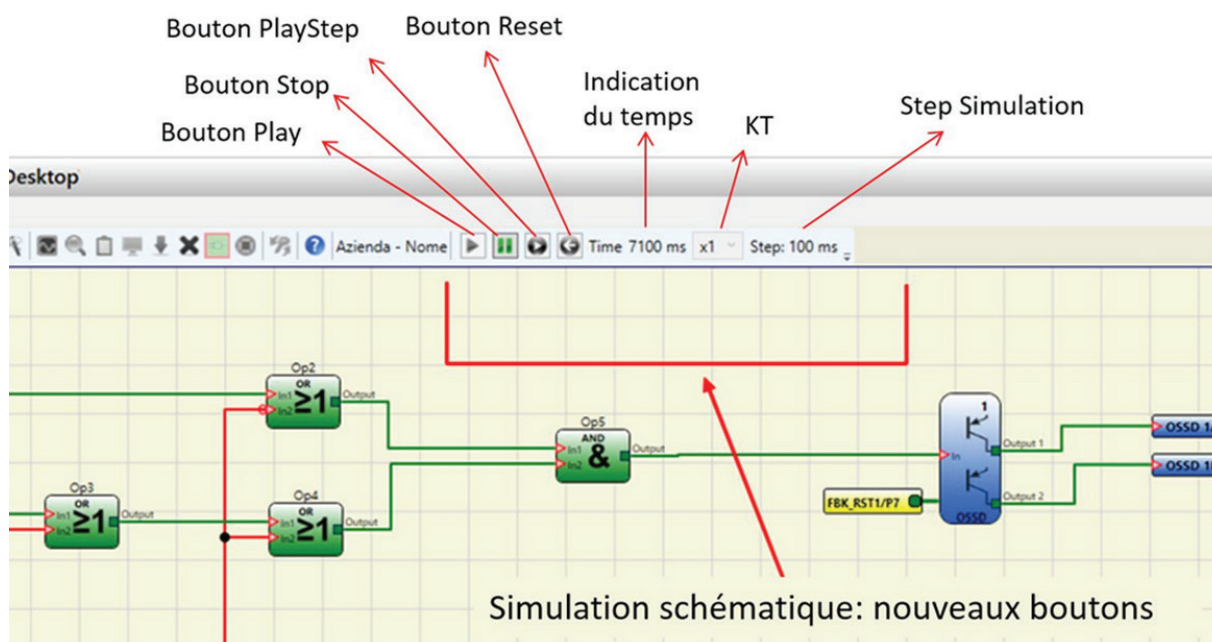 Bouton PlayStep
Bouton Reset
Bouton Stop
Indication
du temps
Step Simulation
Bouton Play
KT
Desktop
Azienda - Nome
Time 7100 ms
x1
Step: 100 ms
Op2
OR
In1
In2
≥1
Output
Op5
AND
In1
In2
&
Output
1
In
Output 1
Output 2
OSSD
OSSD 1/
OSSD 1
FBK_RST1/P7
Op3
OR
In1
In2
≥1
Output
Op4
OR
In1
In2
≥1
Output
Simulation schématique: nouveaux boutons